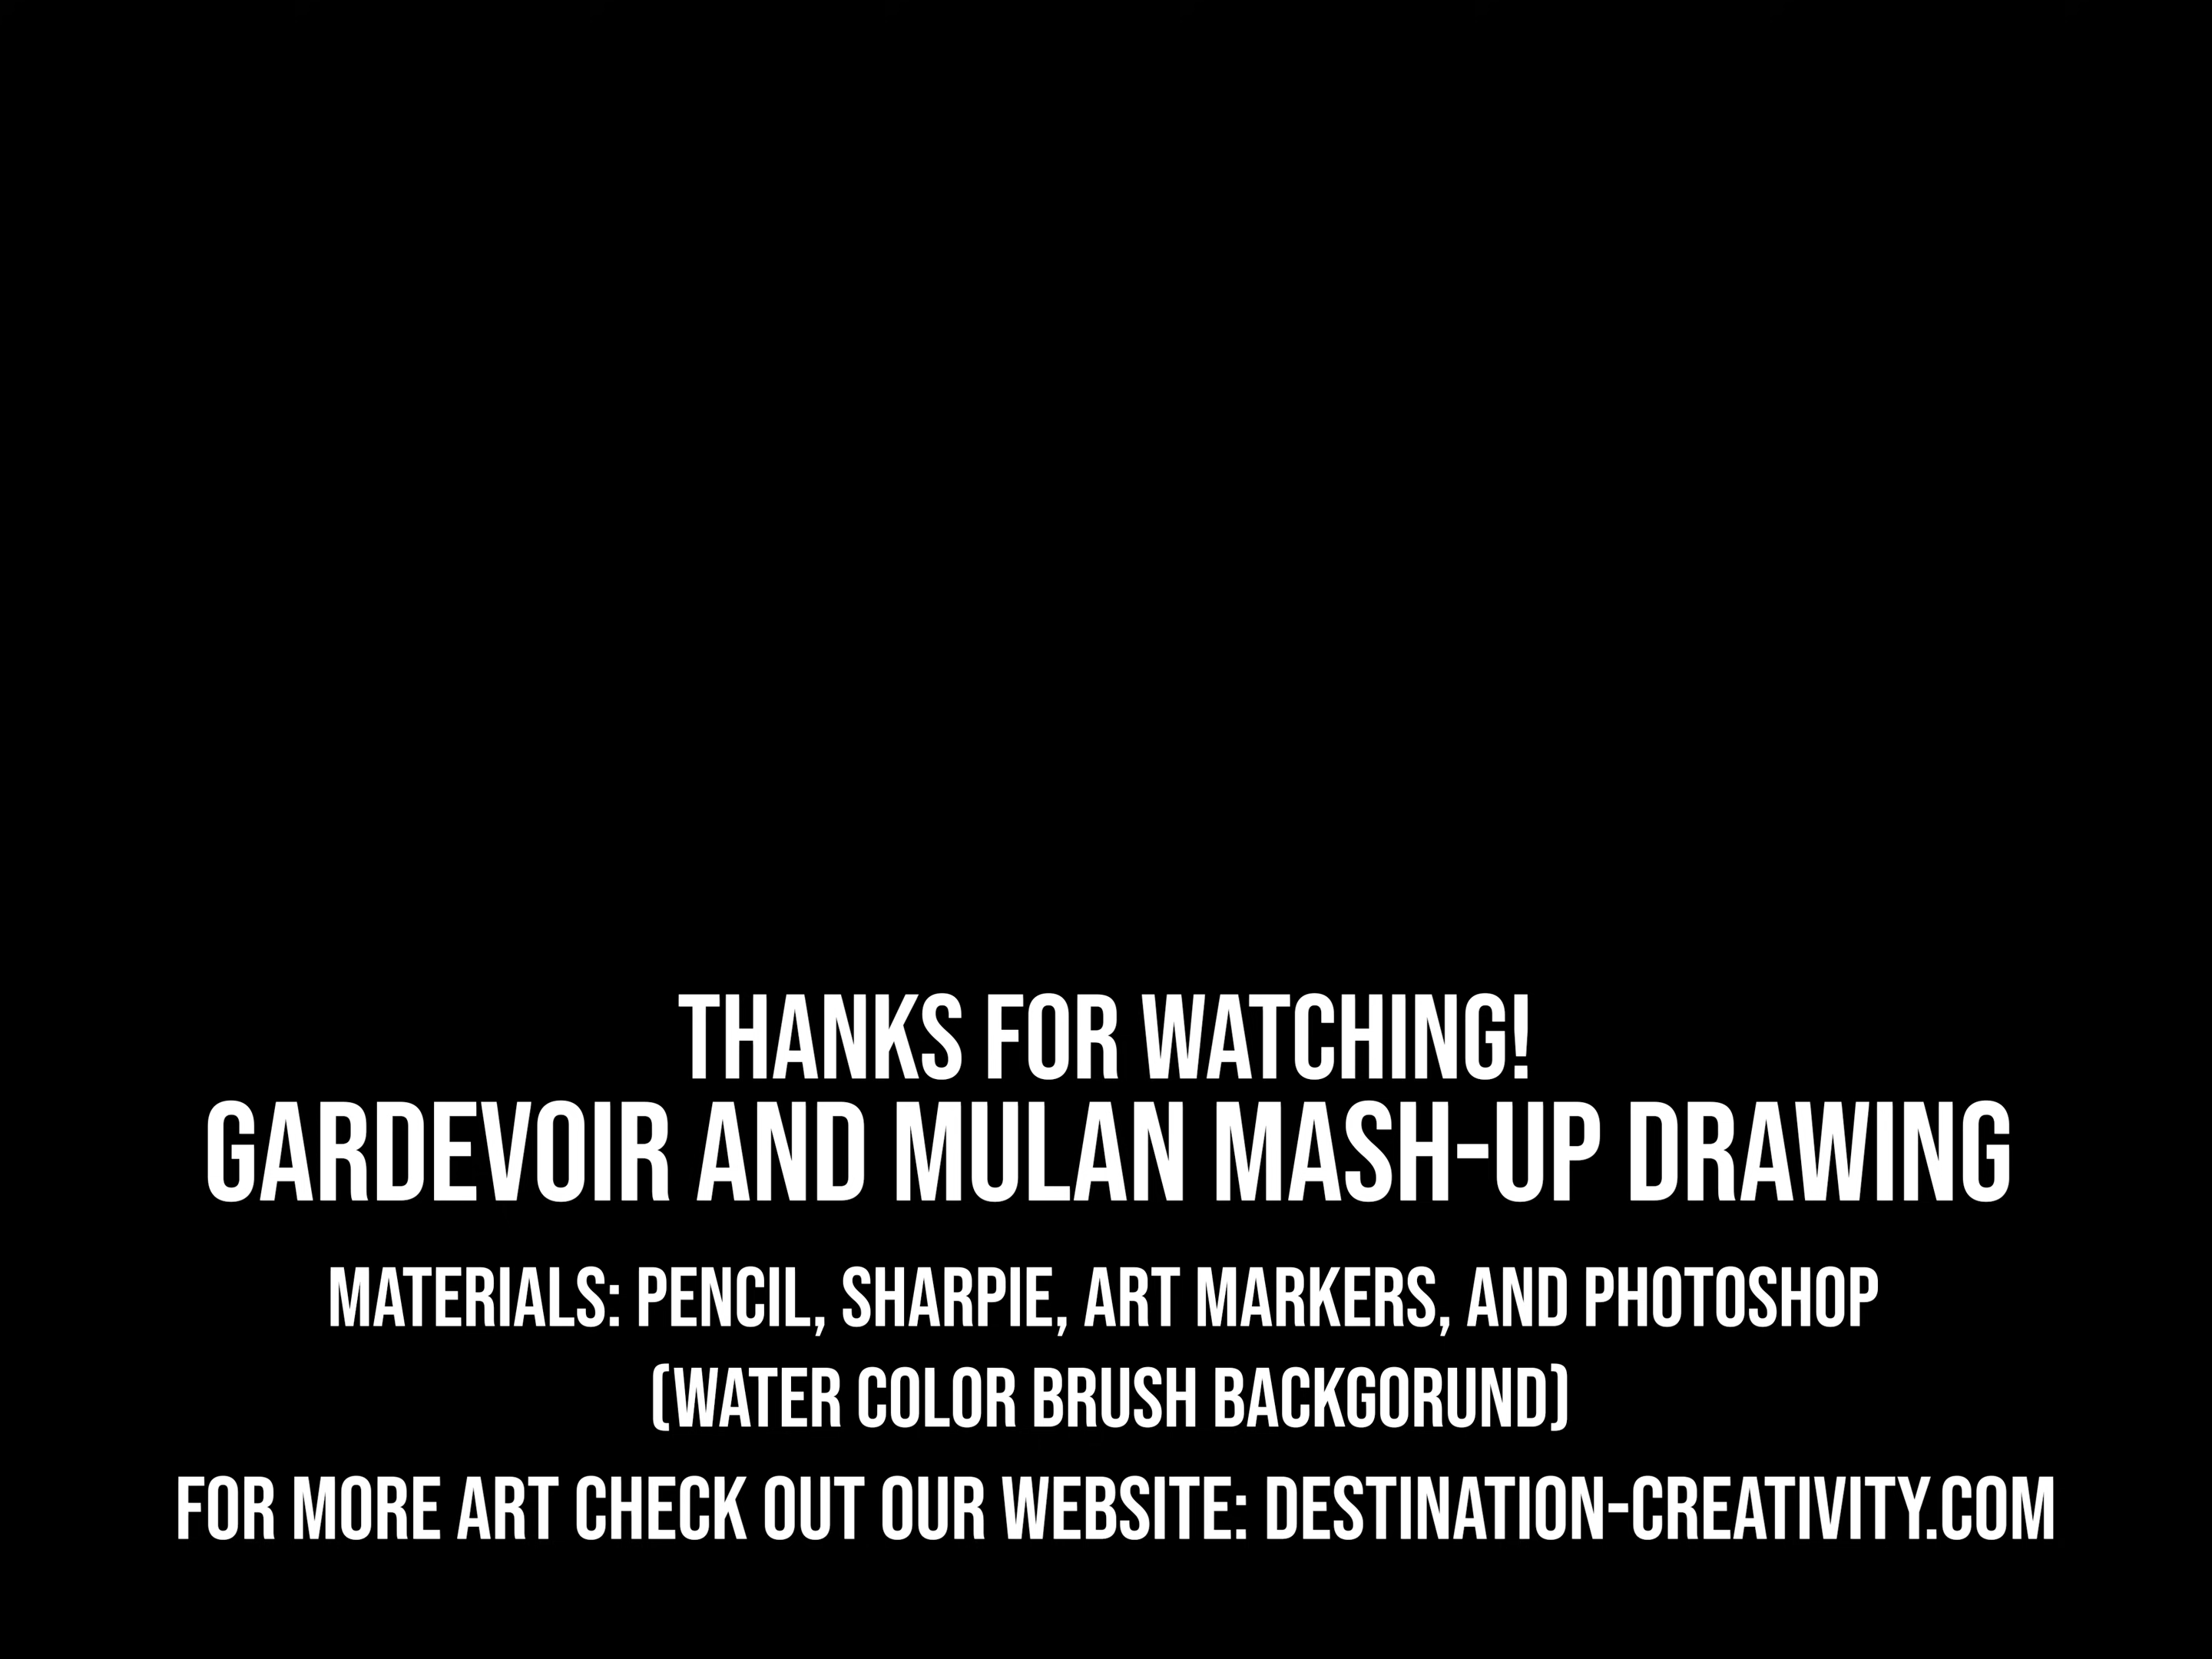 THANKS FOR WATCHING!
GARDEVOIR AND MULAN MASH-UP DRAWING
MATERIALS: PENCIL, SHARPIE, ART MARKERS, AND PHOTOSHOP
(WATER COLOR BRUSH BACKGORUND)
FOR MORE ART CHECK OUT OUR WEBSITE: DESTINATION-CREATIVITY.COM